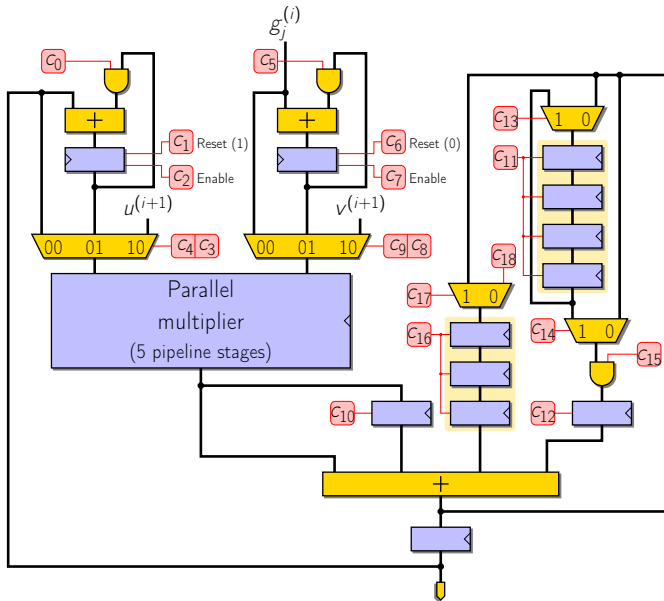 g_j^(i)
C0
C5
C13
1 0
+
+
C1 Reset (1)
C6 Reset (0)
C11
C2 Enable
C7 Enable
u^(i+1)
v^(i+1)
00 01 10
C4 C3
00 01 10
C9 C8
C18
C17
1 0
Parallel
multiplier
(5 pipeline stages)
C14
1 0
C16
C15
C10
C12
+